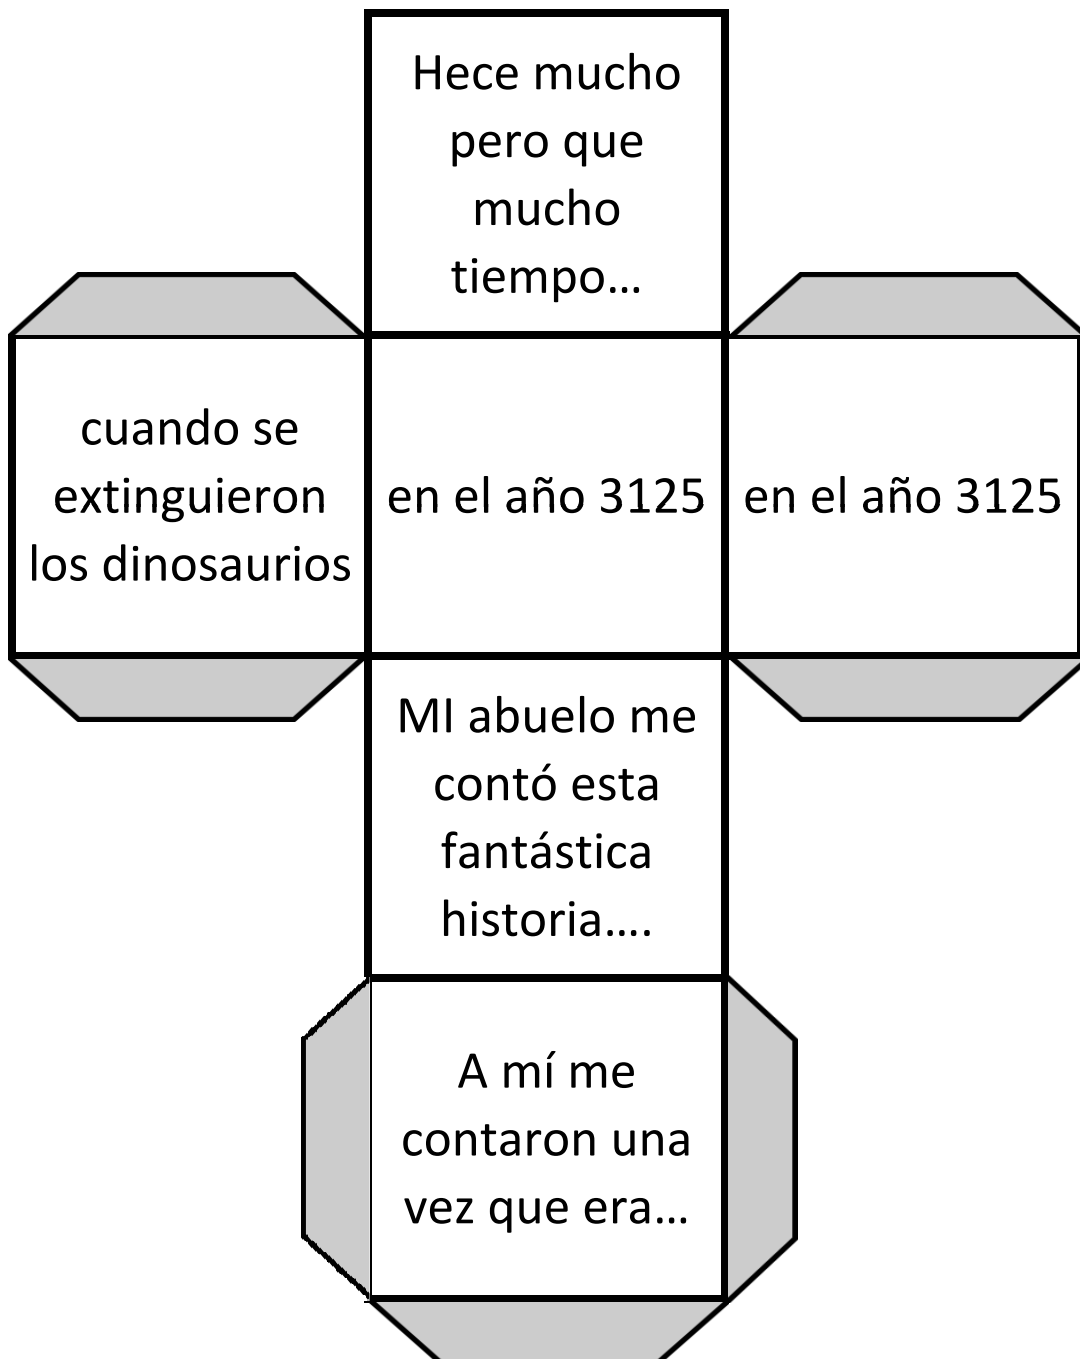 Hece mucho
pero que
mucho
tiempo...
cuando se
extinguieron
los dinosaurios
en el año 3125
en el año 3125
MI abuelo me
contó esta
fantástica
historia....
A mí me
contaron una
vez que era...